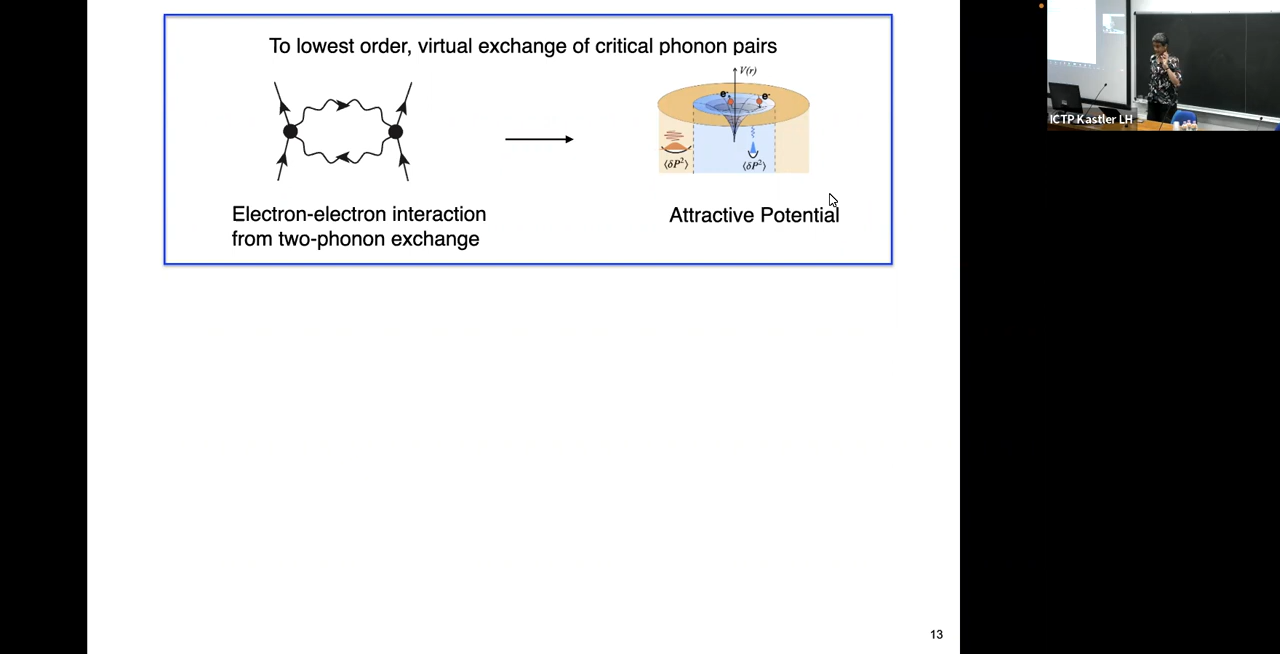 To lowest order, virtual exchange of critical phonon pairs
V(r)
e-
e-
⟨δP²⟩
⟨δP²⟩
Electron-electron interaction
from two-phonon exchange
Attractive Potential
ICTP Kastler LH
13